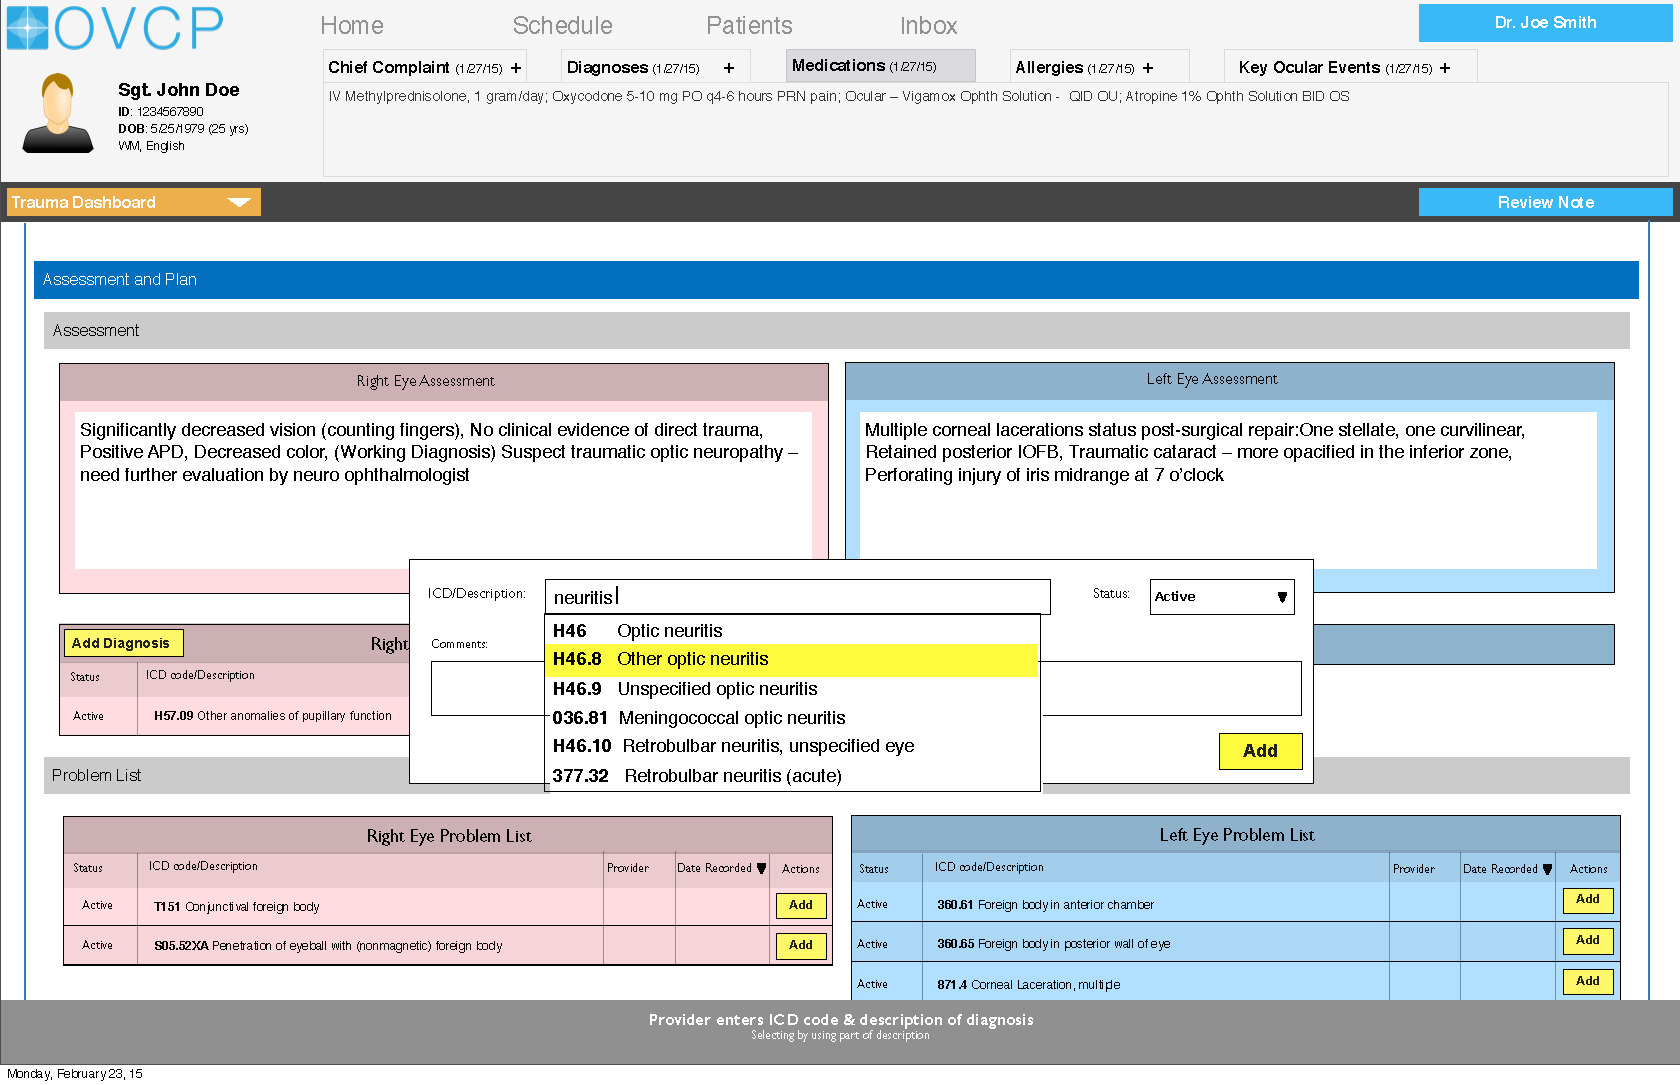 OVCP
Home Schedule Patients Inbox
Dr. Joe Smith
Chief Complaint (1/27/15) + Diagnoses (1/27/15) + Medications (1/27/15) Allergies (1/27/15) + Key Ocular Events (1/27/15) +
Sgt. John Doe
ID: 1234567890
DOB: 5/25/1979 (25 yrs)
WM, English
IV Methylprednisolone, 1 gram/day; Oxycodone 5-10 mg PO q4-6 hours PRN pain; Ocular – Vigamox Ophth Solution - QID OU; Atropine 1% Ophth Solution BID OS
Trauma Dashboard
Review Note
Assessment and Plan
Assessment
Right Eye Assessment
Significantly decreased vision (counting fingers), No clinical evidence of direct trauma,
Positive APD, Decreased color, (Working Diagnosis) Suspect traumatic optic neuropathy –
need further evaluation by neuro ophthalmologist
Left Eye Assessment
Multiple corneal lacerations status post-surgical repair:One stellate, one curvilinear,
Retained posterior IOFB, Traumatic cataract – more opacified in the inferior zone,
Perforating injury of iris midrange at 7 o’clock
ICD/Description: neuritis
Status: Active
Comments:
H46 Optic neuritis
H46.8 Other optic neuritis
H46.9 Unspecified optic neuritis
036.81 Meningococcal optic neuritis
H46.10 Retrobulbar neuritis, unspecified eye
377.32 Retrobulbar neuritis (acute)
Add
Add Diagnosis Right
Status ICD code/Description
Active H57.09 Other anomalies of pupillary function
Problem List
Right Eye Problem List
Status ICD code/Description Provider Date Recorded Actions
Active T151 Conjunctival foreign body Add
Active S05.52XA Penetration of eyeball with (nonmagnetic) foreign body Add
Left Eye Problem List
Status ICD code/Description Provider Date Recorded Actions
Active 360.61 Foreign body in anterior chamber Add
Active 360.65 Foreign body in posterior wall of eye Add
Active 871.4 Corneal Laceration, multiple Add
Provider enters ICD code & description of diagnosis
Selecting by using part of description
Monday, February 23, 15